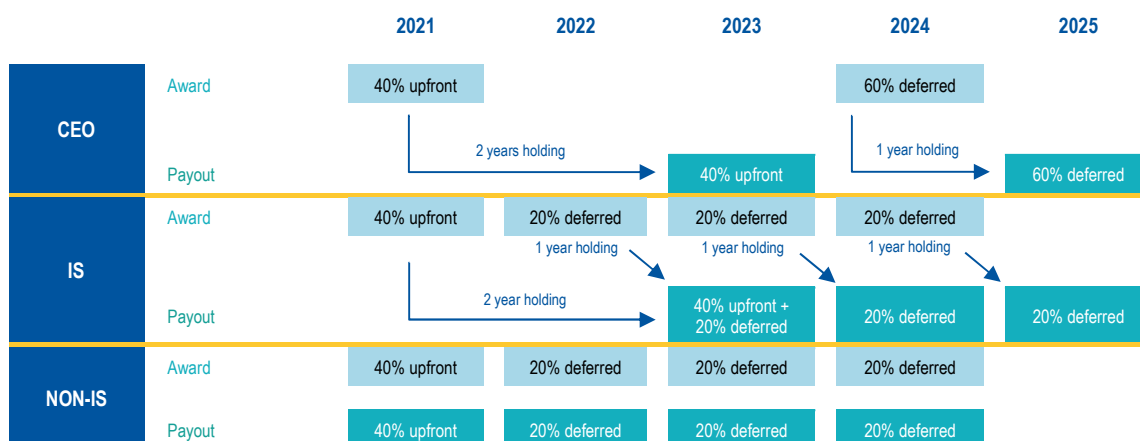 2021 2022 2023 2024 2025
CEO
Award 40% upfront 60% deferred
2 years holding 1 year holding
Payout 40% upfront 60% deferred
IS
Award 40% upfront 20% deferred 20% deferred 20% deferred
1 year holding 1 year holding 1 year holding
2 year holding
Payout 40% upfront +
20% deferred 20% deferred 20% deferred
NON-IS
Award 40% upfront 20% deferred 20% deferred 20% deferred
Payout 40% upfront 20% deferred 20% deferred 20% deferred